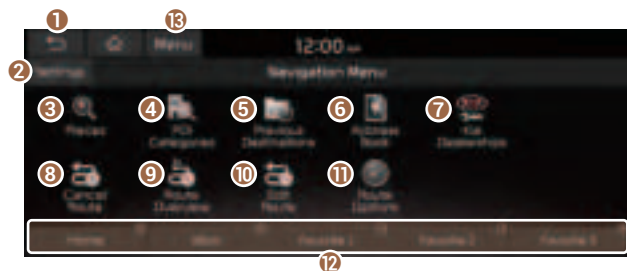 ① ⑬
Menu 12:00
② Settings Navigation Menu
③ ④ ⑤ ⑥ ⑦
Places POI Previous Address Kia
Categories Destinations Book Dealerships
⑧ ⑨ ⑩ ⑪
Cancel Route Edit Route
Route Overview Route Options
Home Work Favorite 1 Favorite 2 Favorite 3
⑫